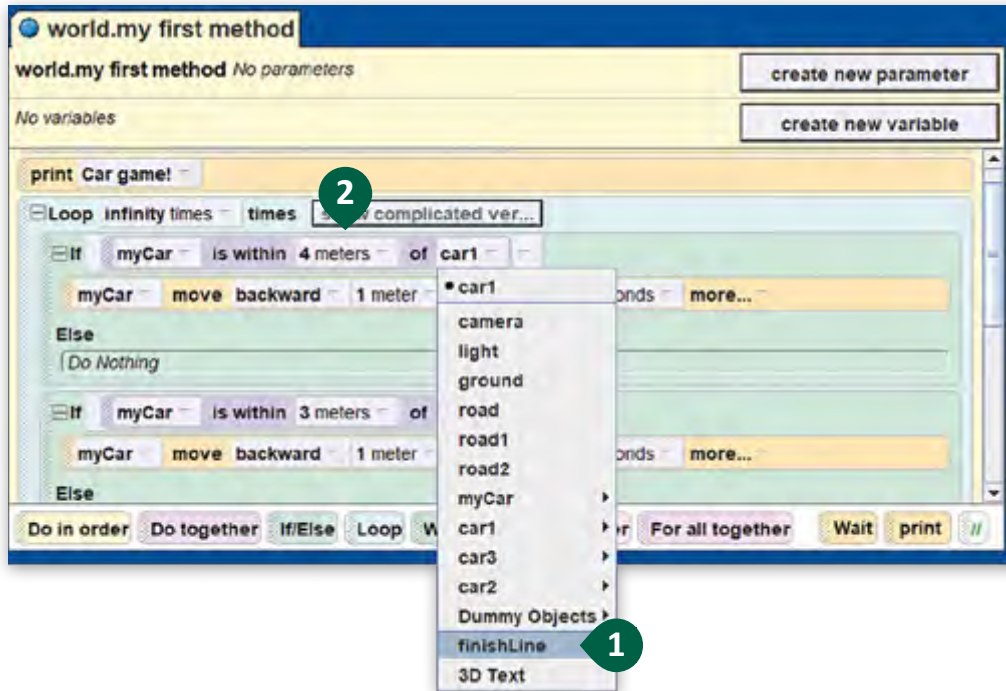 world.my first method
world.my first method No parameters
create new parameter
No variables
create new variable
print Car game!
2
Loop infinity times times complicated ver...
If myCar is within 4 meters of car1
myCar move backward 1 meter onds more...
Else
Do Nothing
If myCar is within 3 meters of
myCar move backward 1 meter onds more...
Else
Do in order Do together If/Else Loop W r For all together Wait print //
car1
camera
light
ground
road
road1
road2
myCar
car1
car3
car2
Dummy Objects
finishLine 1
3D Text